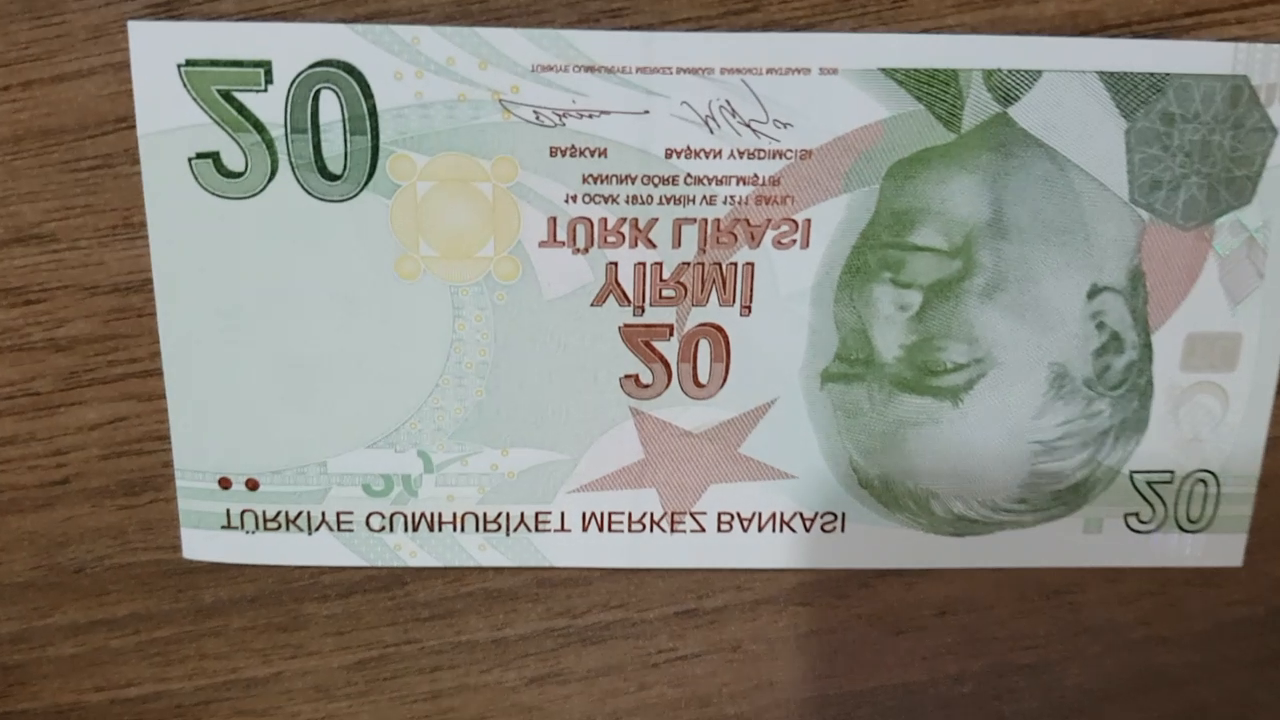 TÜRKİYE CUMHURİYET MERKEZ BANKASI
20
20
20
YİRMİ
TÜRK LİRASI
14 OCAK 1970 TARİH VE 1211 SAYILI
KANUNA GÖRE ÇIKARILMIŞTIR
BAŞKAN BAŞKAN YARDIMCISI
20
TÜRKİYE CUMHURİYET MERKEZ BANKASI BANKNOT MATBAASI 2009